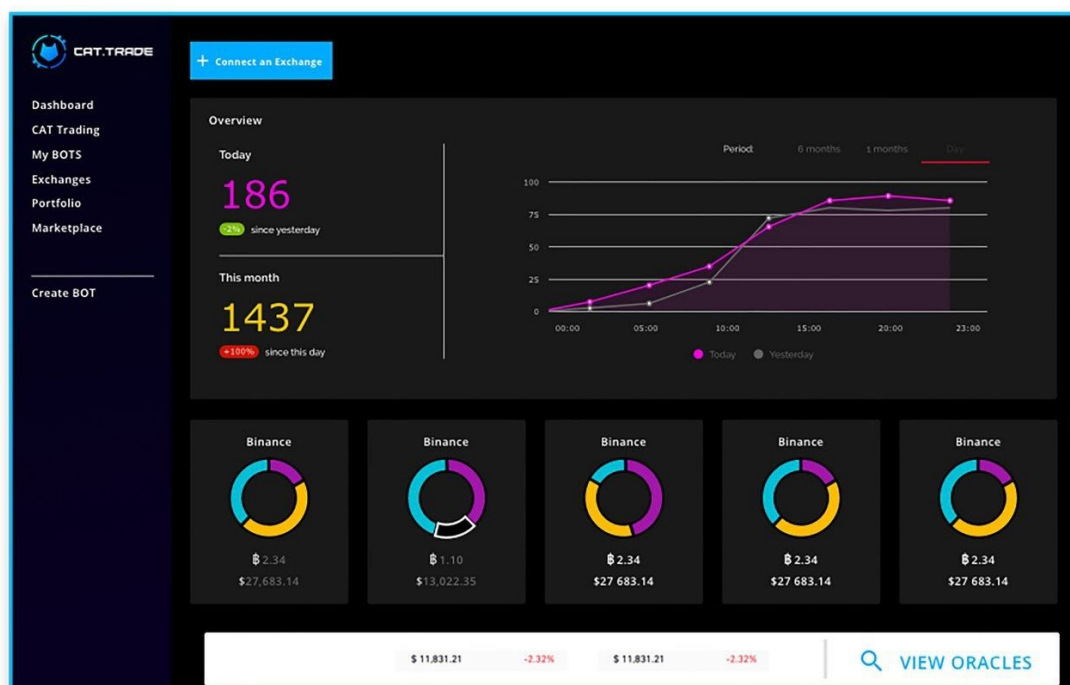 CAT.TRADE
+ Connect an Exchange
Dashboard
CAT Trading
My BOTS
Exchanges
Portfolio
Marketplace
Create BOT
Overview
Today
186
-2% since yesterday
This month
1437
+100% since this day
Period: 6 months 1 months Day
100
75
50
25
0
00:00 05:00 10:00 15:00 20:00 23:00
Today Yesterday
Binance Binance Binance Binance Binance
฿ 2.34 ฿ 1.10 ฿ 2.34 ฿ 2.34 ฿ 2.34
$27,683.14 $13,022.35 $27 683.14 $27 683.14 $27 683.14
$ 11,831.21 -2.32% $ 11,831.21 -2.32% VIEW ORACLES